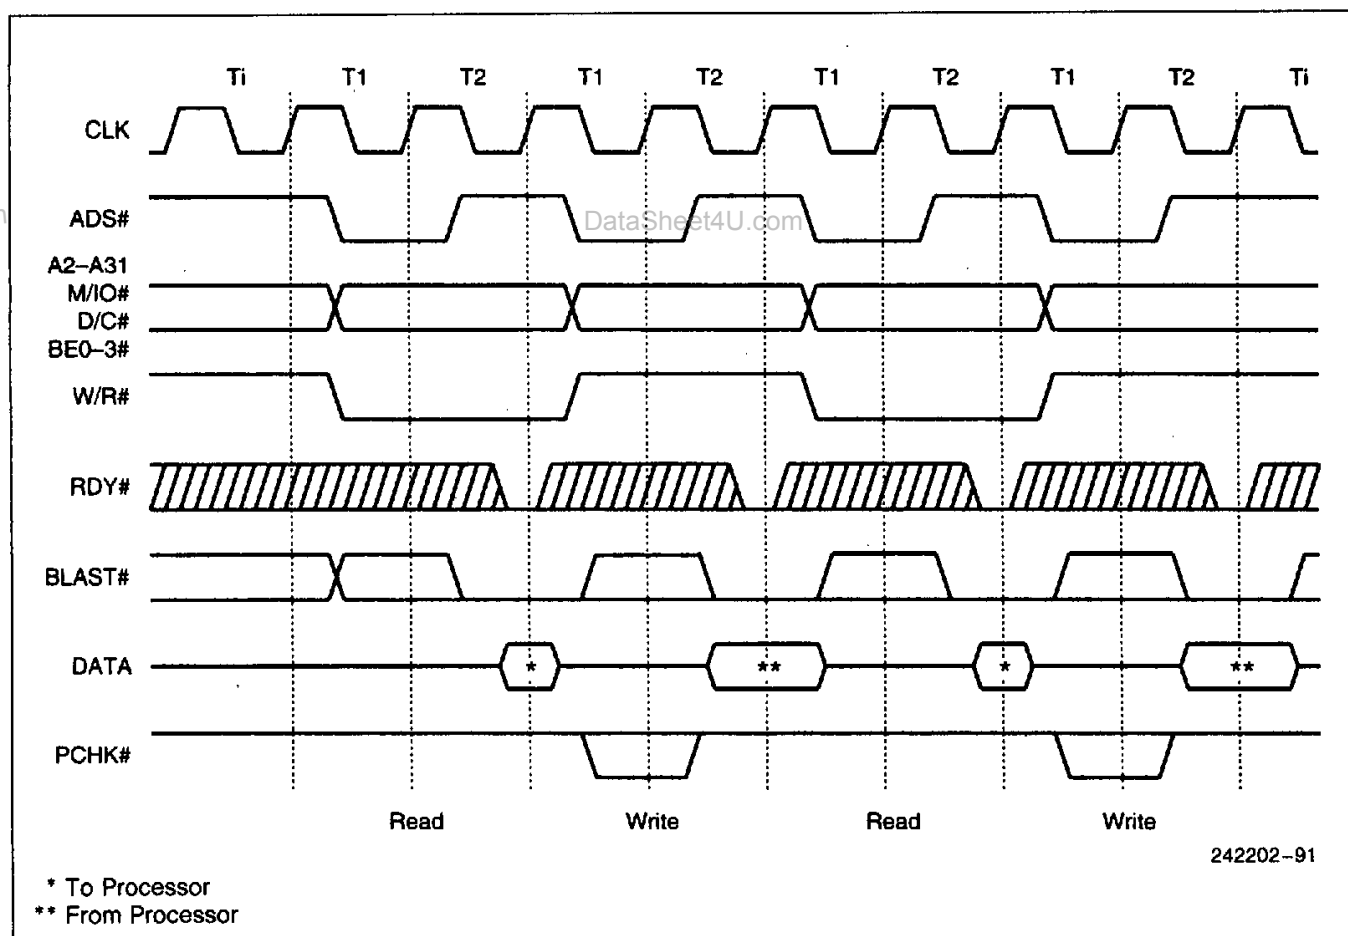 Ti T1 T2 T1 T2 T1 T2 T1 T2 Ti
CLK
ADS#
DataSheet4U.com
A2–A31
M/IO#
D/C#
BE0–3#
W/R#
RDY#
BLAST#
DATA * ** * **
PCHK#
Read Write Read Write
242202–91
* To Processor
** From Processor